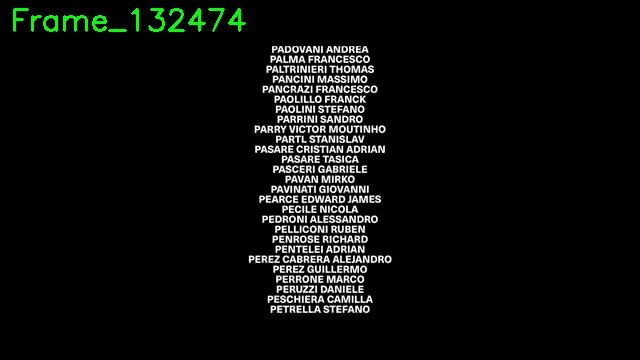 Frame_132474
PADOVANI ANDREA
PALMA FRANCESCO
PALTRINIERI THOMAS
PANCINI MASSIMO
PANCRAZI FRANCESCO
PAOLILLO FRANCK
PAOLINI STEFANO
PARRINI SANDRO
PARRY VICTOR MOUTINHO
PARTL STANISLAV
PASARE CRISTIAN ADRIAN
PASARE TASICA
PASCERI GABRIELE
PAVAN MIRKO
PAVINATI GIOVANNI
PEARCE EDWARD JAMES
PECILE NICOLA
PEDRONI ALESSANDRO
PELLICONI RUBEN
PENROSE RICHARD
PENTELEI ADRIAN
PEREZ CABRERA ALEJANDRO
PEREZ GUILLERMO
PERRONE MARCO
PERUZZI DANIELE
PESCHIERA CAMILLA
PETRELLA STEFANO